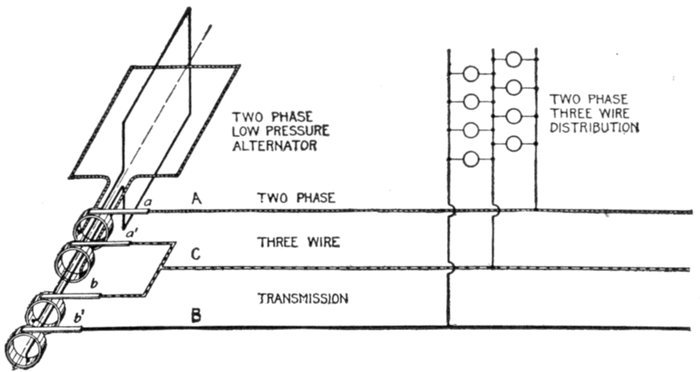 TWO PHASE
LOW PRESSURE
ALTERNATOR
TWO PHASE
THREE WIRE
DISTRIBUTION
a
A
TWO PHASE
a'
THREE WIRE
C
b
TRANSMISSION
b'
B